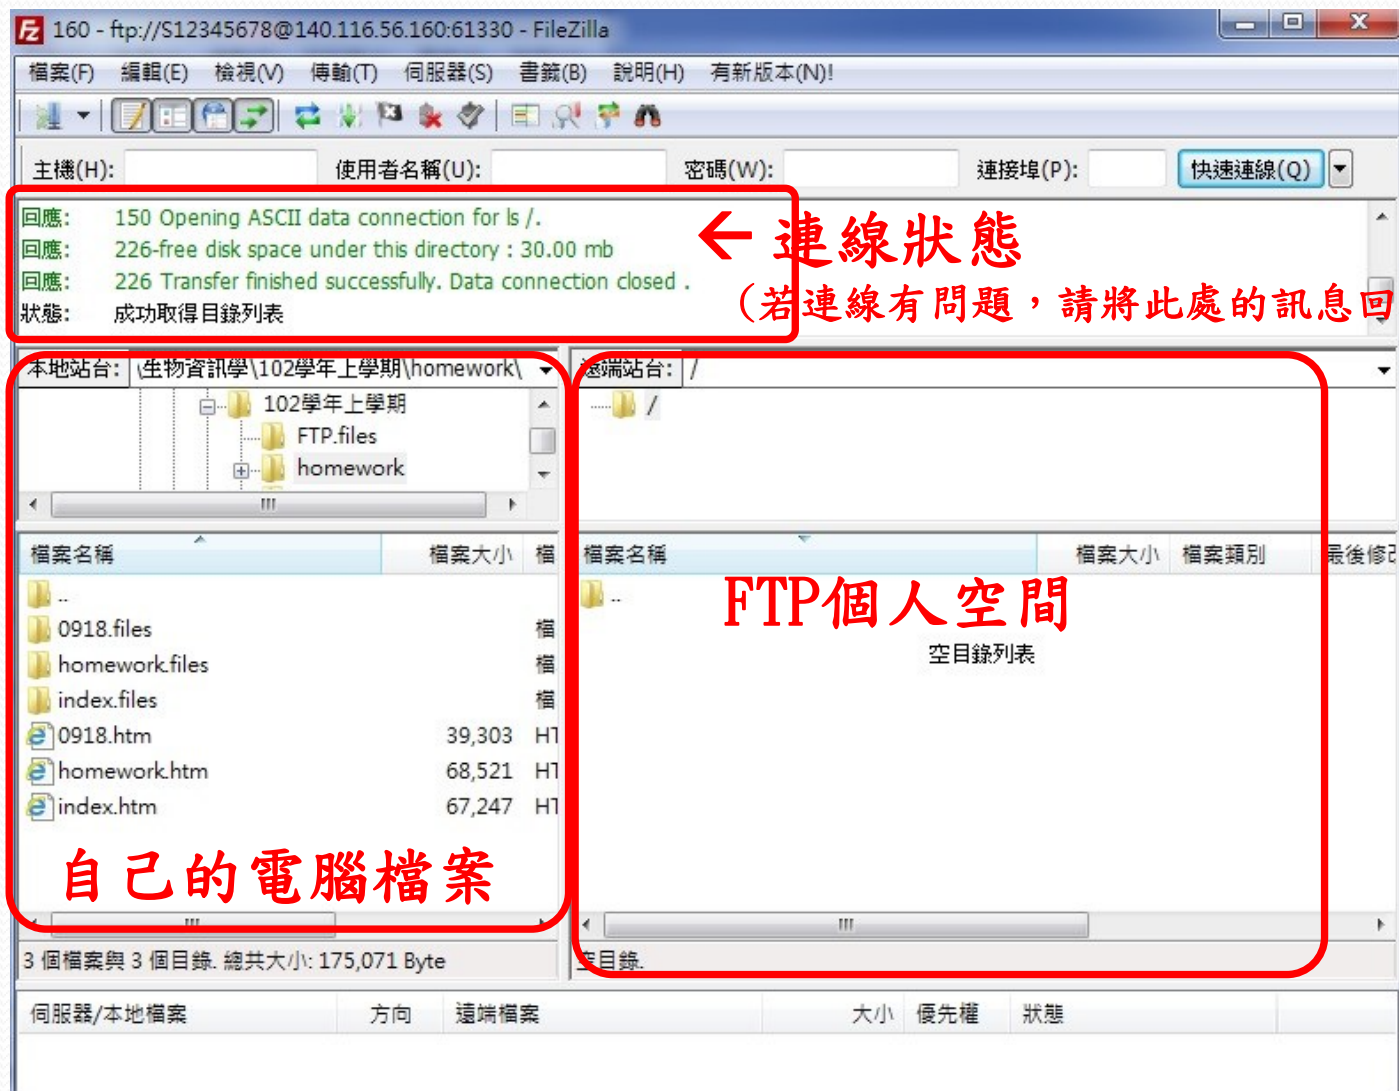 160 - ftp://S12345678@140.116.56.160:61330 - FileZilla
檔案(F) 編輯(E) 檢視(V) 傳輸(T) 伺服器(S) 書籤(B) 說明(H) 有新版本(N)!
主機(H): 使用者名稱(U): 密碼(W): 連接埠(P): 快速連線(Q)
回應: 150 Opening ASCII data connection for ls /.
回應: 226-free disk space under this directory : 30.00 mb
回應: 226 Transfer finished successfully. Data connection closed .
狀態: 成功取得目錄列表
← 連線狀態
(若連線有問題，請將此處的訊息回
本地站台: \生物資訊學\102學年上學期\homework\
102學年上學期
FTP.files
homework
遠端站台: /
/
檔案名稱 檔案大小 檔
..
0918.files 檔
homework.files 檔
index.files 檔
0918.htm 39,303 HT
homework.htm 68,521 HT
index.htm 67,247 HT
自己的電腦檔案
3 個檔案與 3 個目錄. 總共大小: 175,071 Byte
檔案名稱 檔案大小 檔案類別 最後修改
..
FTP個人空間
空目錄列表
空目錄.
伺服器/本地檔案 方向 遠端檔案 大小 優先權 狀態